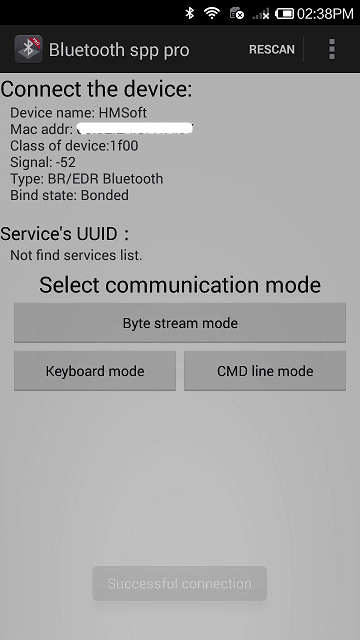 02:38PM
Bluetooth spp pro
RESCAN
Connect the device:
Device name: HMSoft
Mac addr:
Class of device:1f00
Signal: -52
Type: BR/EDR Bluetooth
Bind state: Bonded
Service's UUID :
Not find services list.
Select communication mode
Byte stream mode
Keyboard mode
CMD line mode
Successful connection